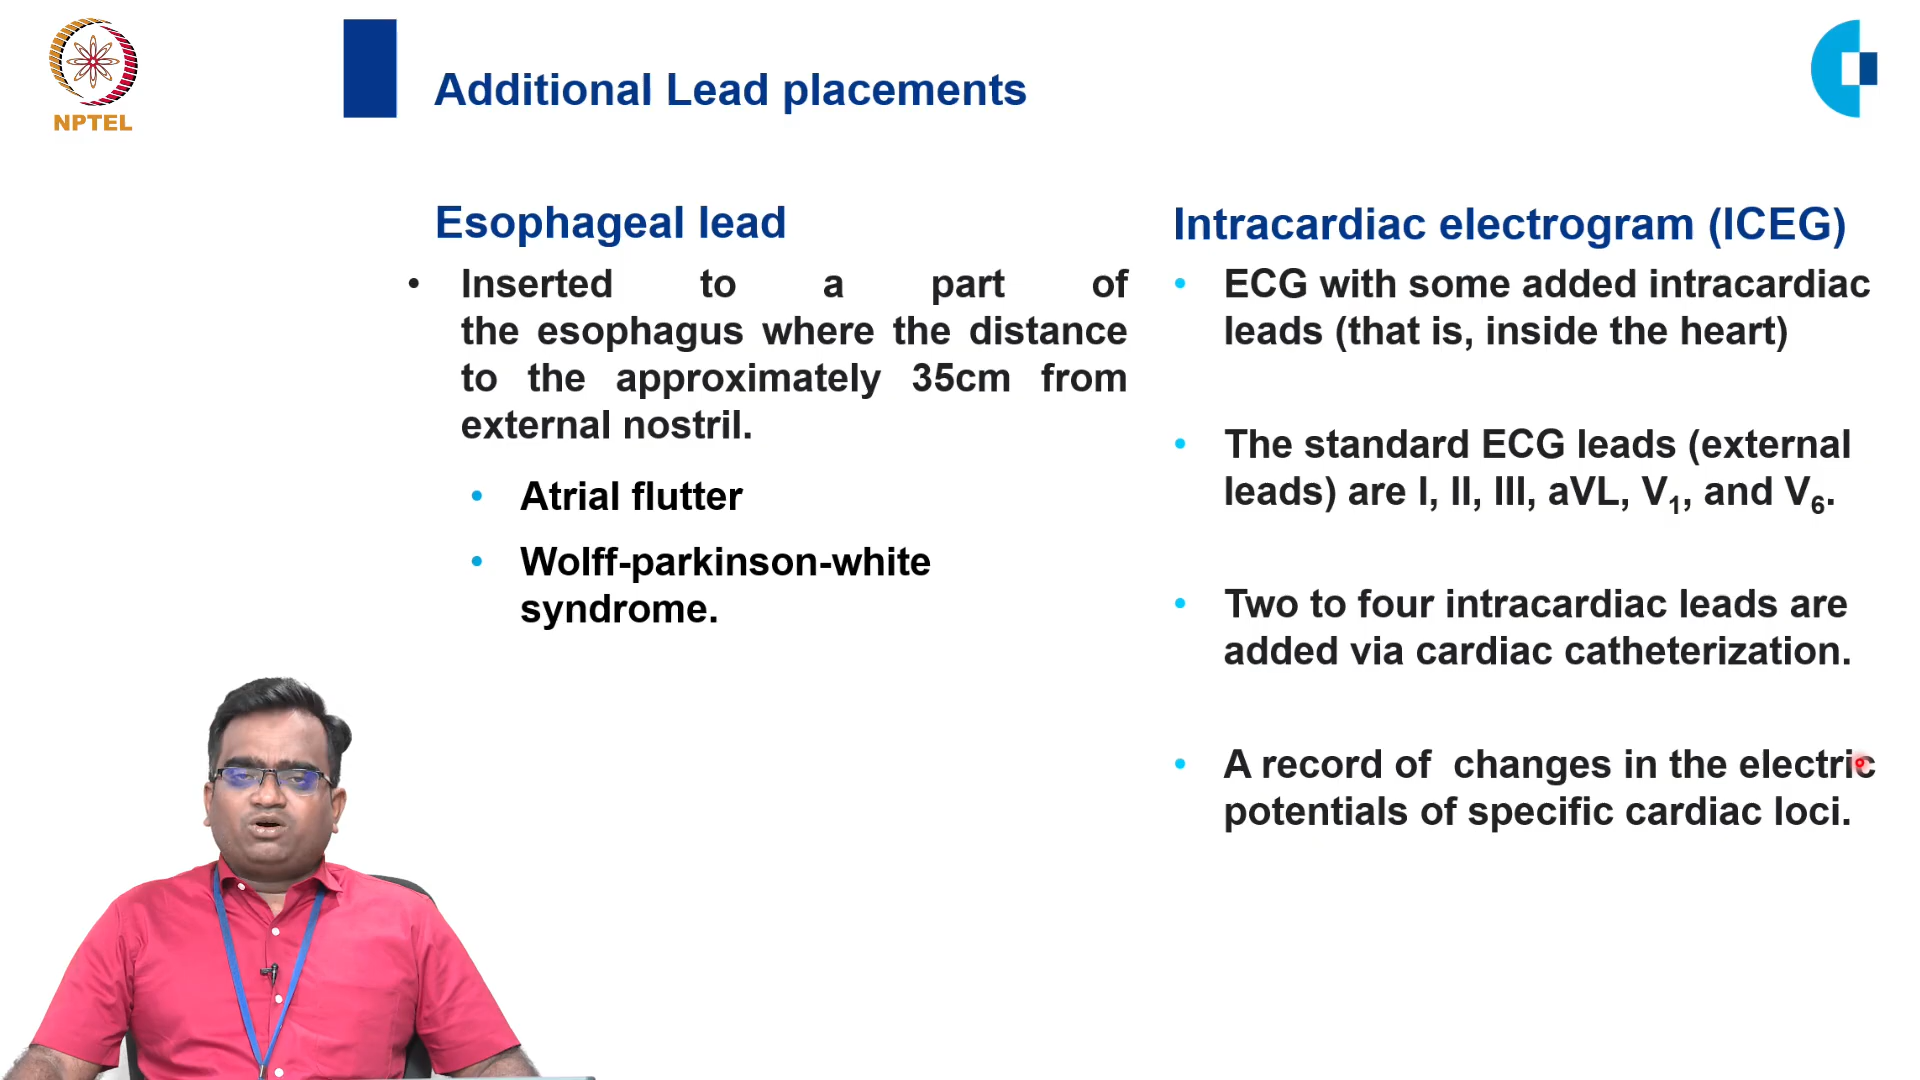 NPTEL
Additional Lead placements
Esophageal lead
• Inserted to a part of
the esophagus where the distance
to the approximately 35cm from
external nostril.
• Atrial flutter
• Wolff-parkinson-white
syndrome.
Intracardiac electrogram (ICEG)
• ECG with some added intracardiac
leads (that is, inside the heart)
• The standard ECG leads (external
leads) are I, II, III, aVL, V₁, and V₆.
• Two to four intracardiac leads are
added via cardiac catheterization.
• A record of  changes in the electric
potentials of specific cardiac loci.